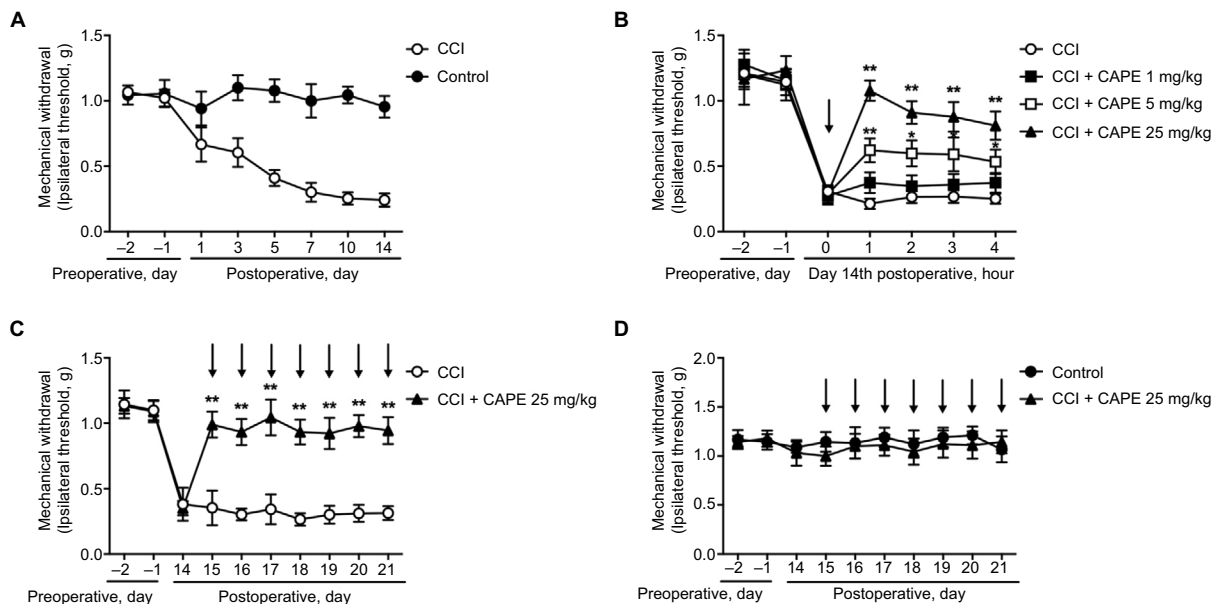 A
Mechanical withdrawal
(Ipsilateral threshold, g)
1.5
1.0
0.5
0.0
–2 –1 1 3 5 7 10 14
Preoperative, day Postoperative, day
CCI
Control
B
Mechanical withdrawal
(Ipsilateral threshold, g)
1.5
1.0
0.5
0.0
** ** ** **
** * *
–2 –1 0 1 2 3 4
Preoperative, day Day 14th postoperative, hour
CCI
CCI + CAPE 1 mg/kg
CCI + CAPE 5 mg/kg
CCI + CAPE 25 mg/kg
C
Mechanical withdrawal
(Ipsilateral threshold, g)
1.5
1.0
0.5
0.0
** ** ** ** ** ** **
–2 –1 14 15 16 17 18 19 20 21
Preoperative, day Postoperative, day
CCI
CCI + CAPE 25 mg/kg
D
Mechanical withdrawal
(Ipsilateral threshold, g)
2.0
1.5
1.0
0.5
0.0
–2 –1 14 15 16 17 18 19 20 21
Preoperative, day Postoperative, day
Control
CCI + CAPE 25 mg/kg